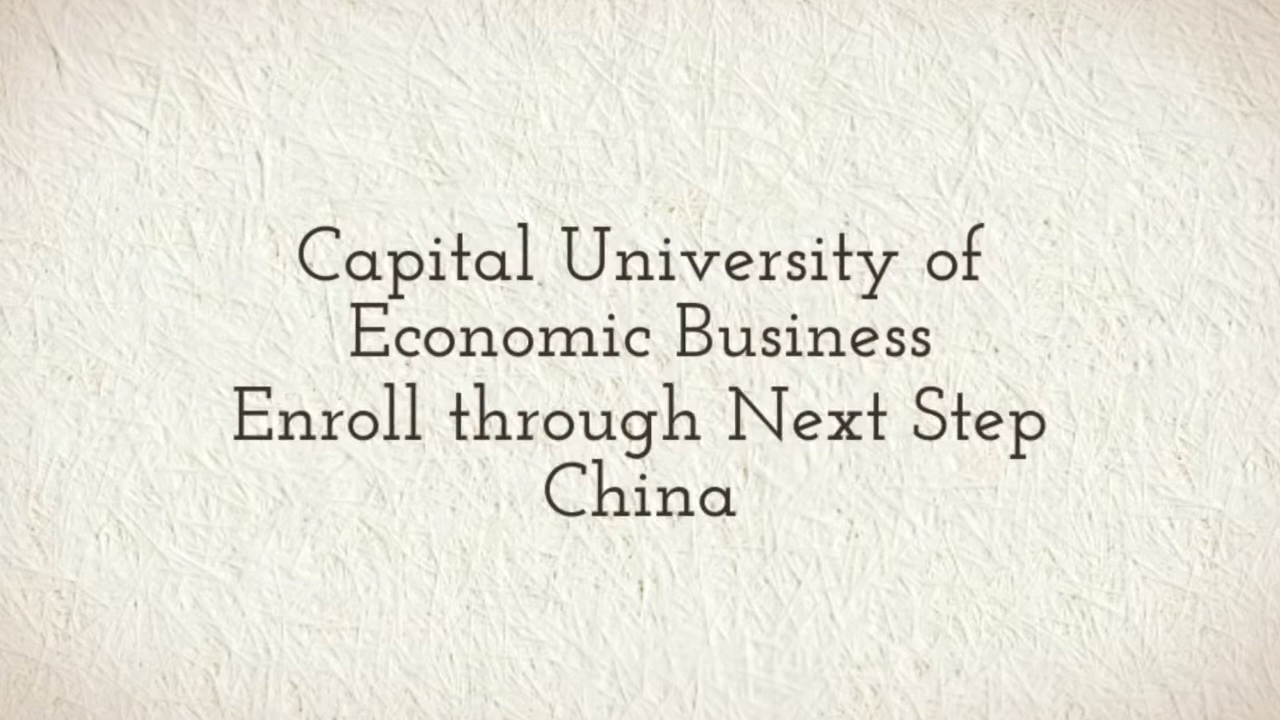 Capital University of
Economic Business
Enroll through Next Step
China